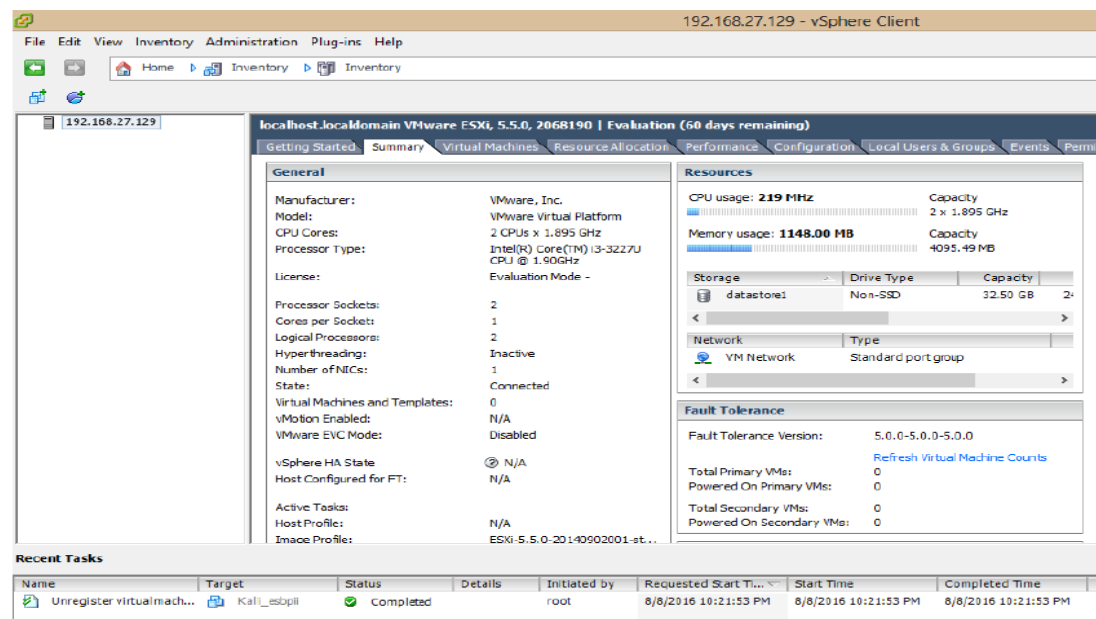 192.168.27.129 - vSphere Client
File Edit View Inventory Administration Plug-ins Help
Home Inventory Inventory
192.168.27.129
localhost.localdomain VMware ESXi, 5.5.0, 2068190 | Evaluation (60 days remaining)
Getting Started Summary Virtual Machines Resource Allocation Performance Configuration Local Users & Groups Events Permi
General
Manufacturer: VMware, Inc.
Model: VMware Virtual Platform
CPU Cores: 2 CPUs x 1.895 GHz
Processor Type: Intel(R) Core(TM) i3-3227U
CPU @ 1.90GHz
License: Evaluation Mode -
Processor Sockets: 2
Cores per Socket: 1
Logical Processors: 2
Hyperthreading: Inactive
Number of NICs: 1
State: Connected
Virtual Machines and Templates: 0
vMotion Enabled: N/A
VMware EVC Mode: Disabled
vSphere HA State N/A
Host Configured for FT: N/A
Active Tasks:
Host Profile: N/A
Image Profile: ESXi-5.5.0-20140902001-st...
Resources
CPU usage: 219 MHz Capacity
2 x 1.895 GHz
Memory usage: 1148.00 MB Capacity
4095.49 MB
Storage Drive Type Capacity
datastore1 Non-SSD 32.50 GB 24
Network Type
VM Network Standard port group
Fault Tolerance
Fault Tolerance Version: 5.0.0-5.0.0-5.0.0
Refresh Virtual Machine Counts
Total Primary VMs: 0
Powered On Primary VMs: 0
Total Secondary VMs: 0
Powered On Secondary VMs: 0
Recent Tasks
Name Target Status Details Initiated by Requested Start Ti... Start Time Completed Time
Unregister virtual mach... Completed root 8/8/2016 10:21:53 PM 8/8/2016 10:21:53 PM 8/8/2016 10:21:53 PM